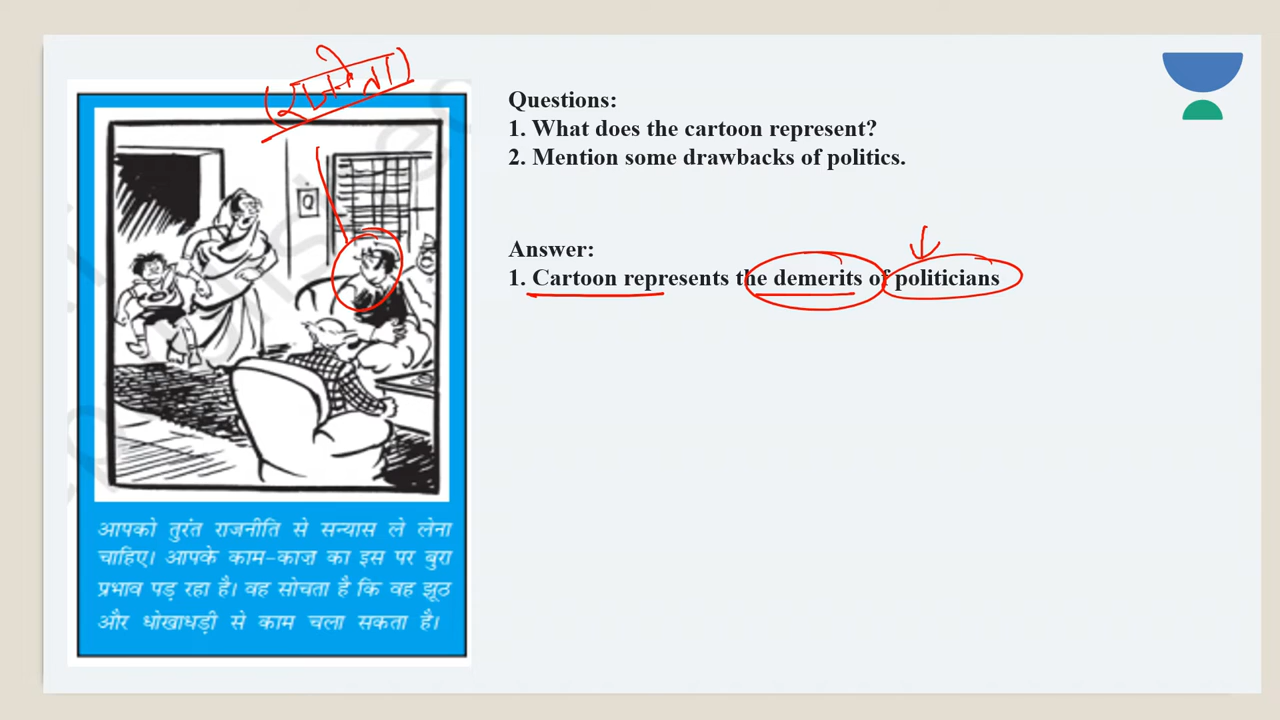 राजनेता
Questions:
1. What does the cartoon represent?
2. Mention some drawbacks of politics.
Answer:
1. Cartoon represents the demerits of politicians
आपको तुरंत राजनीति से सन्यास ले लेना
चाहिए। आपके काम-काज़ का इस पर बुरा
प्रभाव पड़ रहा है। वह सोचता है कि वह झूठ
और धोखाधड़ी से काम चला सकता है।